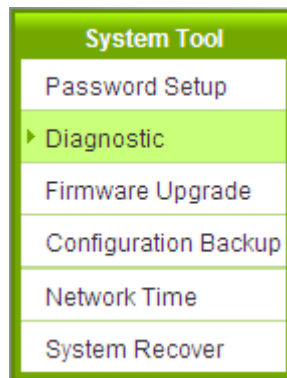 System Tool
Password Setup
Diagnostic
Firmware Upgrade
Configuration Backup
Network Time
System Recover